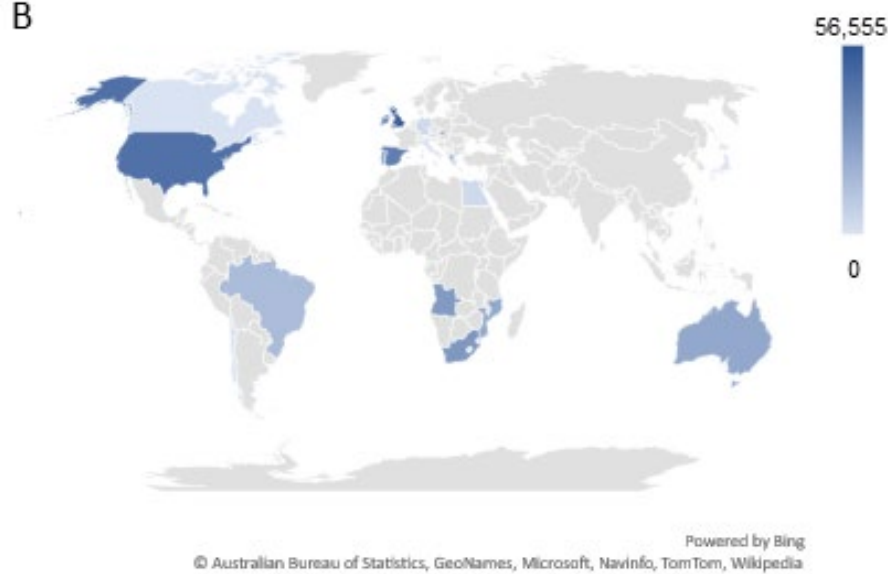 B
56,555
0
Powered by Bing
© Australian Bureau of Statistics, GeoNames, Microsoft, Navinfo, TomTom, Wikipedia